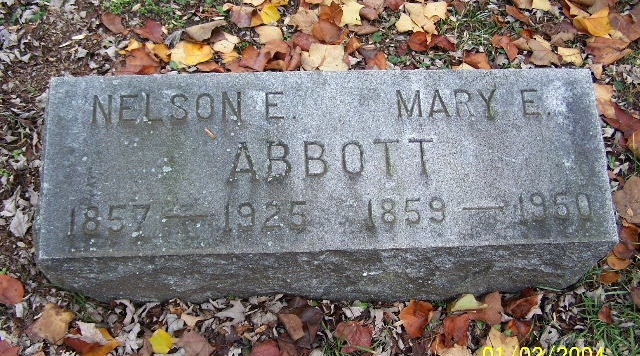 NELSON E. MARY E.
ABBOTT
1857 — 1925 1859 — 1950
01/02/2004